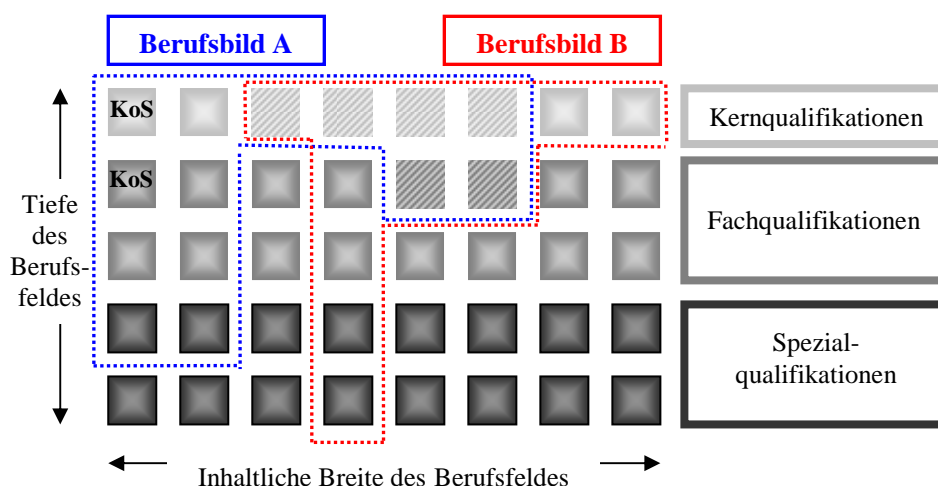 Berufsbild A
Berufsbild B
KoS
Kernqualifikationen
KoS
Tiefe
des
Berufs-
feldes
Fachqualifikationen
Spezial-
qualifikationen
Inhaltliche Breite des Berufsfeldes